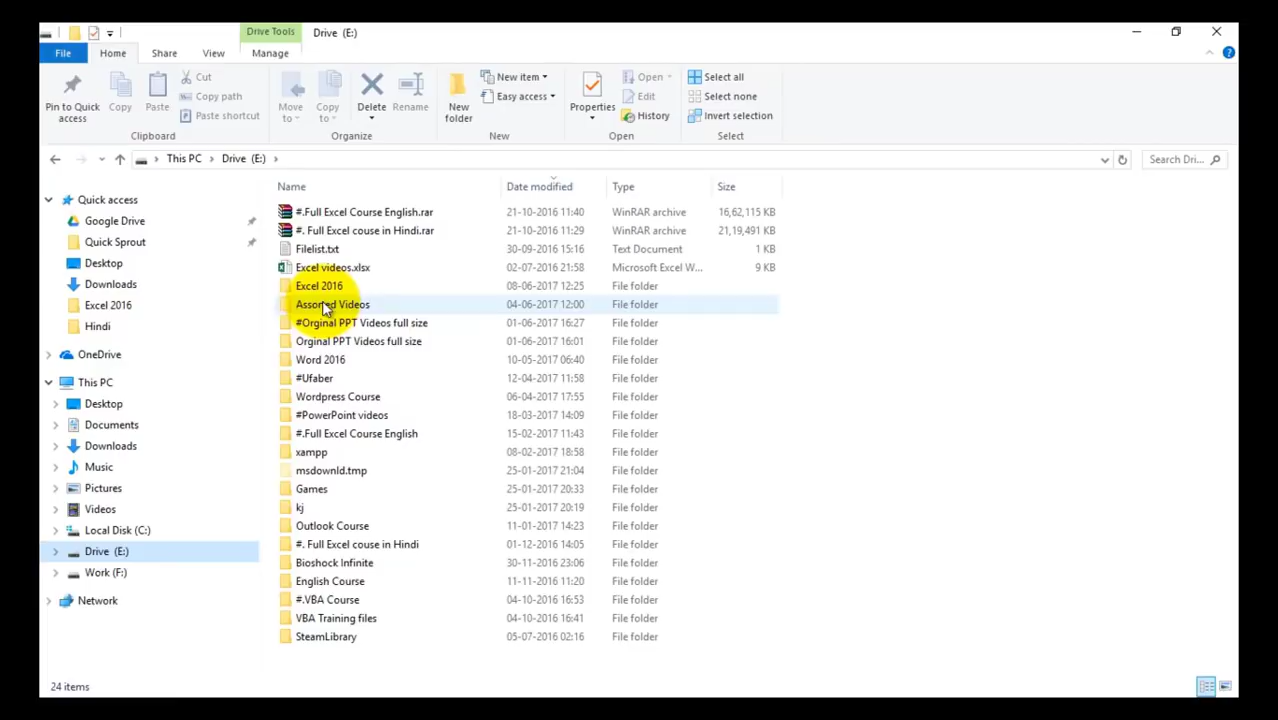 Drive Tools
Drive (E:)
File Home Share View Manage
Pin to Quick access
Copy
Paste
Cut
Copy path
Paste shortcut
Clipboard
Move to
Copy to
Delete
Rename
Organize
New folder
New item
Easy access
New
Properties
Open
Edit
History
Open
Select all
Select none
Invert selection
Select
This PC > Drive (E:) >
Search Dri...
Quick access
Google Drive
Quick Sprout
Desktop
Downloads
Excel 2016
Hindi
OneDrive
This PC
Desktop
Documents
Downloads
Music
Pictures
Videos
Local Disk (C:)
Drive (E:)
Work (F:)
Network
Name Date modified Type Size
#.Full Excel Course English.rar 21-10-2016 11:40 WinRAR archive 16,62,115 KB
#. Full Excel couse in Hindi.rar 21-10-2016 11:29 WinRAR archive 21,19,491 KB
Filelist.txt 30-09-2016 15:16 Text Document 1 KB
Excel videos.xlsx 02-07-2016 21:58 Microsoft Excel W... 9 KB
Excel 2016 08-06-2017 12:25 File folder
Assorted Videos 04-06-2017 12:00 File folder
#Orginal PPT Videos full size 01-06-2017 16:27 File folder
Orginal PPT Videos full size 01-06-2017 16:01 File folder
Word 2016 10-05-2017 06:40 File folder
#Ufaber 12-04-2017 11:58 File folder
Wordpress Course 06-04-2017 17:55 File folder
#PowerPoint videos 18-03-2017 14:09 File folder
#.Full Excel Course English 15-02-2017 11:43 File folder
xampp 08-02-2017 18:58 File folder
msdownld.tmp 25-01-2017 21:04 File folder
Games 25-01-2017 20:33 File folder
kj 25-01-2017 20:19 File folder
Outlook Course 11-01-2017 14:23 File folder
#. Full Excel couse in Hindi 01-12-2016 14:05 File folder
Bioshock Infinite 30-11-2016 23:06 File folder
English Course 11-11-2016 11:20 File folder
#.VBA Course 04-10-2016 16:53 File folder
VBA Training files 04-10-2016 16:41 File folder
SteamLibrary 05-07-2016 02:16 File folder
24 items